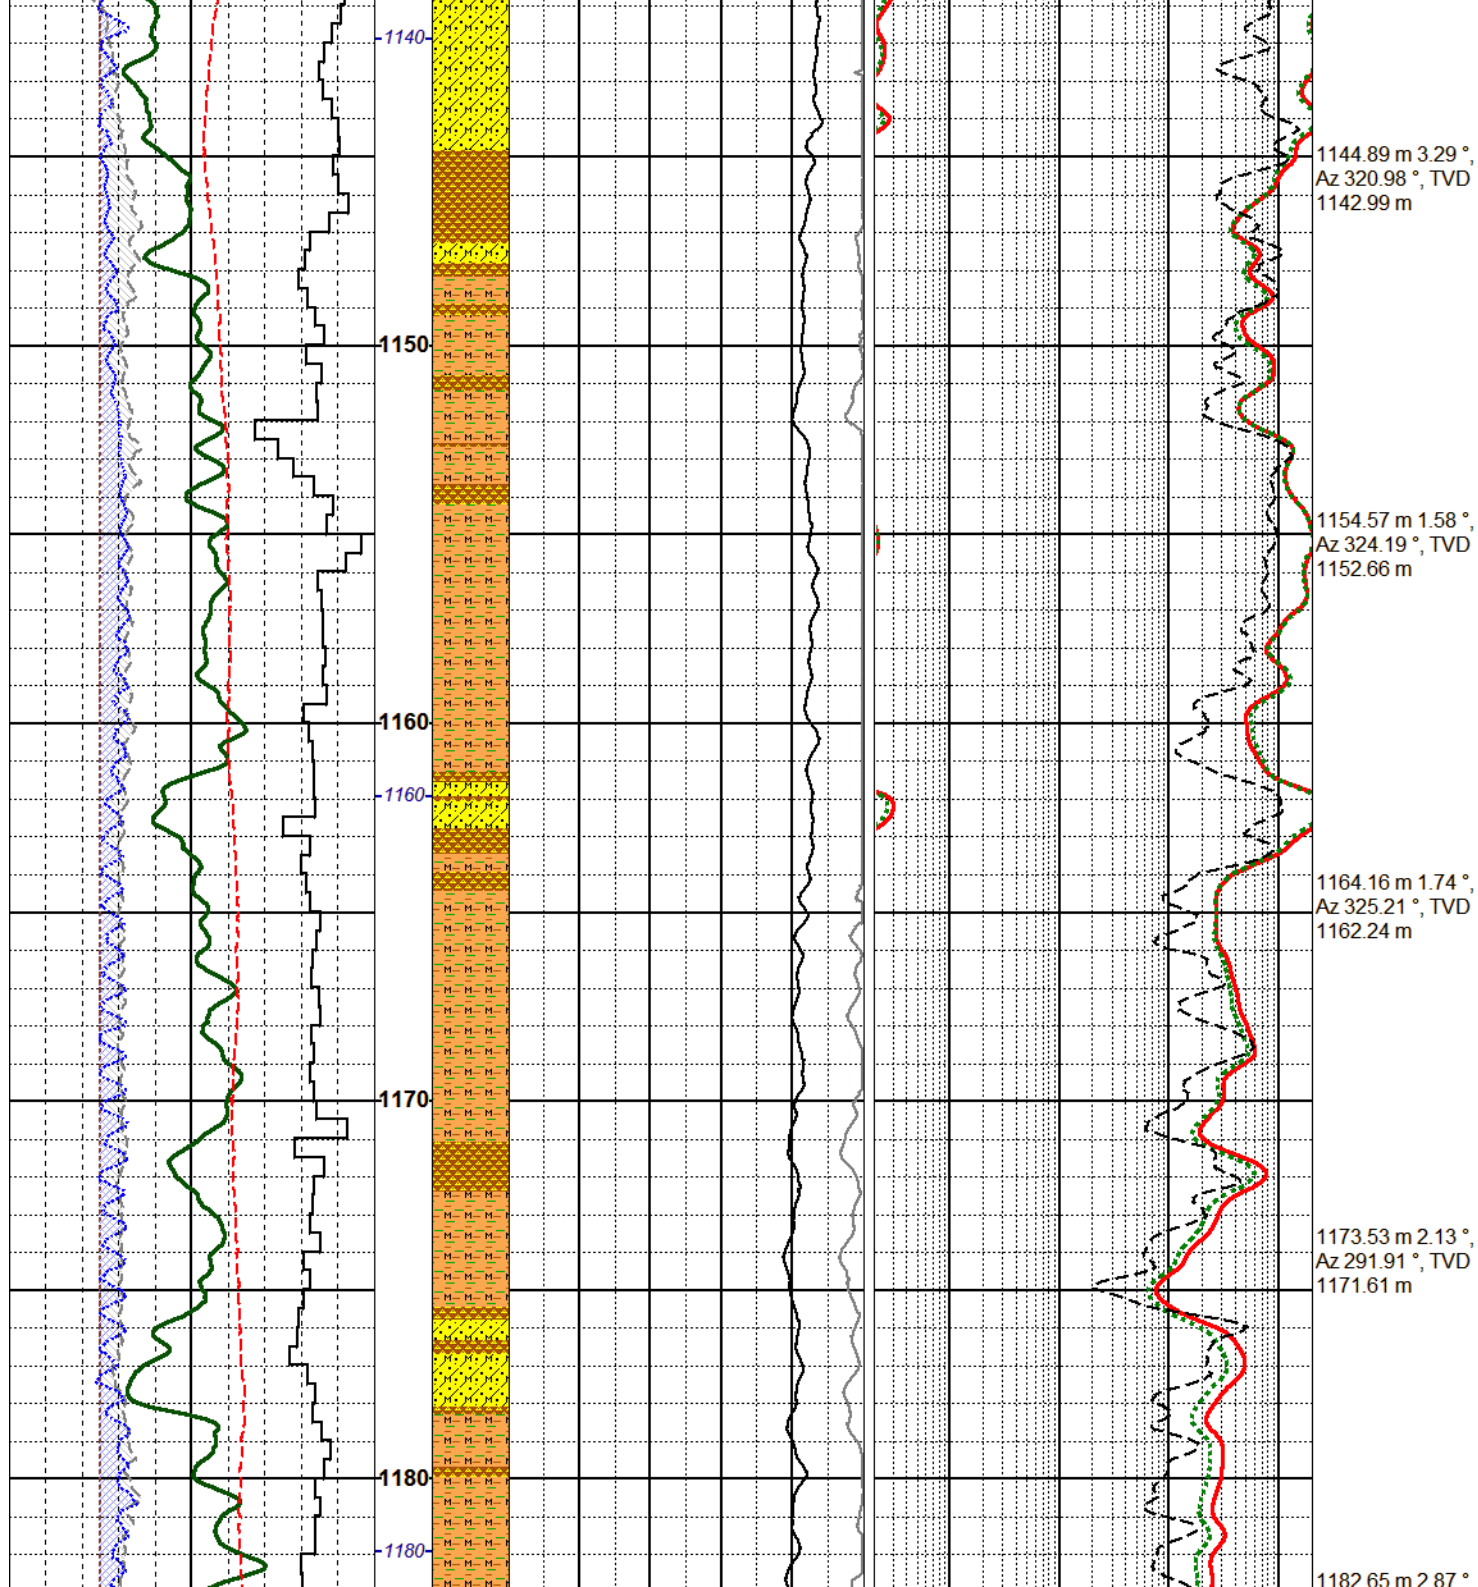 -1140-
1144.89 m 3.29 °,
Az 320.98 °, TVD
1142.99 m
1150
1154.57 m 1.58 °,
Az 324.19 °, TVD
1152.66 m
1160
-1160-
1164.16 m 1.74 °,
Az 325.21 °, TVD
1162.24 m
1170
1173.53 m 2.13 °,
Az 291.91 °, TVD
1171.61 m
1180
-1180-
1182.65 m 2.87 °